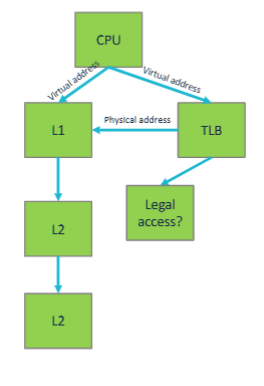 CPU
Virtual address
Virtual address
L1
Physical address
TLB
Legal
access?
L2
L2